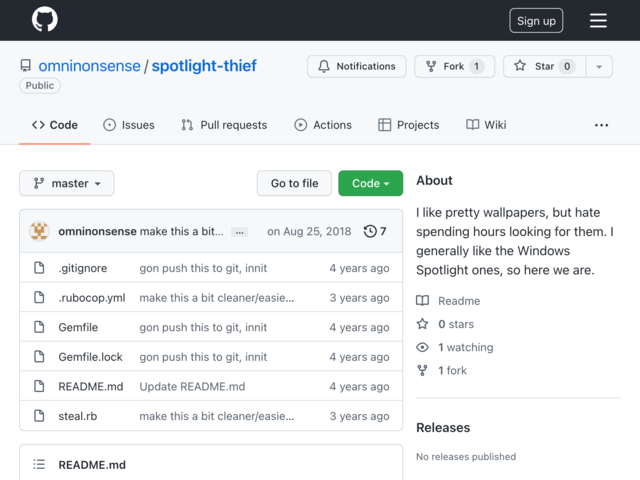 Sign up
omninonsense / spotlight-thief
Public
Notifications
Fork 1
Star 0
Code
Issues
Pull requests
Actions
Projects
Wiki
master
Go to file
Code
omninonsense make this a bit… ... on Aug 25, 2018 7
.gitignore gon push this to git, innit 4 years ago
.rubocop.yml make this a bit cleaner/easie… 3 years ago
Gemfile gon push this to git, innit 4 years ago
Gemfile.lock gon push this to git, innit 4 years ago
README.md Update README.md 4 years ago
steal.rb make this a bit cleaner/easie… 3 years ago
README.md
About
I like pretty wallpapers, but hate
spending hours looking for them. I
generally like the Windows
Spotlight ones, so here we are.
Readme
0 stars
1 watching
1 fork
Releases
No releases published